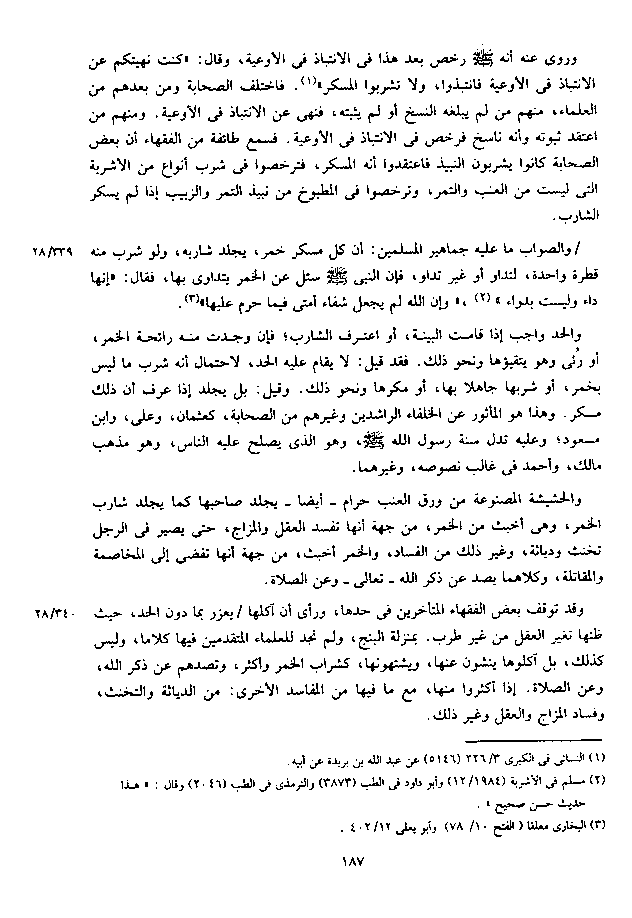 وروى عنه أنه ﷺ رخص بعد هذا فى الانتباذ فى الأوعية، وقال: «كنت نهيتكم عن
الانتباذ فى الأوعية فانتبذوا، ولا تشربوا المسكر»(١). فاختلف الصحابة ومن بعدهم من
العلماء، منهم من لم يبلغه النسخ أو لم يثبته، فنهى عن الانتباذ فى الأوعية. ومنهم من
اعتقد ثبوته وأنه ناسخ فرخص فى الانتباذ فى الأوعية. فسمع طائفة من الفقهاء أن بعض
الصحابة كانوا يشربون النبيذ فاعتقدوا أنه المسكر، فترخصوا فى شرب أنواع من الأشربة
التى ليست من العنب والتمر، وترخصوا فى المطبوخ من نبيذ التمر والزبيب إذا لم يسكر
الشارب.
٢٨/٣٣٩ / والصواب ما عليه جماهير المسلمين: أن كل مسكر خمر، يجلد شاربه، ولو شرب منه
قطرة واحدة، لتداو أو غير تداو، فإن النبى ﷺ سئل عن الخمر يتداوى بها، فقال: «إنها
داء وليست بدواء» (٢)، «وإن الله لم يجعل شفاء أمتى فيما حرم عليها»(٣).
والحد واجب إذا قامت البينة، أو اعترف الشارب؛ فإن وجدت منه رائحة الخمر،
أو رُئى وهو يتقيؤها ونحو ذلك. فقد قيل: لا يقام عليه الحد، لاحتمال أنه شرب ما ليس
بخمر، أو شربها جاهلا بها، أو مكرها ونحو ذلك. وقيل: بل يجلد إذا عرف أن ذلك
مسكر. وهذا هو المأثور عن الخلفاء الراشدين وغيرهم من الصحابة، كعثمان، وعلى، وابن
مسعود؛ وعليه تدل سنة رسول الله ﷺ، وهو الذى يصلح عليه الناس، وهو مذهب
مالك، وأحمد فى غالب نصوصه، وغيرهما.
والحشيشة المصنوعة من ورق العنب حرام ـ أيضا ـ يجلد صاحبها كما يجلد شارب
الخمر، وهى أخبث من الخمر، من جهة أنها تفسد العقل والمزاج، حتى يصير فى الرجل
تخنث ودياثة، وغير ذلك من الفساد، والخمر أخبث، من جهة أنها تفضى إلى المخاصمة
والمقاتلة، وكلاهما يصد عن ذكر الله ـ تعالى ـ وعن الصلاة.
٢٨/٣٤٠ وقد توقف بعض الفقهاء المتأخرين فى حدها، ورأى أن آكلها / يعزر بما دون الحد، حيث
ظنها تغير العقل من غير طرب. بمنزلة البنج، ولم نجد للعلماء المتقدمين فيها كلاما، وليس
كذلك، بل آكلوها ينشون عنها، ويشتهونها، كشراب الخمر وأكثر، وتصدهم عن ذكر الله،
وعن الصلاة. إذا أكثروا منها، مع ما فيها من المفاسد الأخرى: من الدياثة والتخنث،
وفساد المزاج والعقل وغير ذلك.
(١) النسائى فى الكبرى ٣/ ٢٢٦ (٥١٤٦) عن عبد الله بن بريدة عن أبيه.
(٢) مسلم فى الأشربة (١٢/١٩٨٤) وأبو داود فى الطب (٣٨٧٣) والترمذى فى الطب (٢٠٤٦) وقال : « هذا
حديث حسن صحيح » .
(٣) البخارى معلقا ( الفتح ١٠/ ٧٨) وأبو يعلى ١٢/ ٤٠٢ .
١٨٧